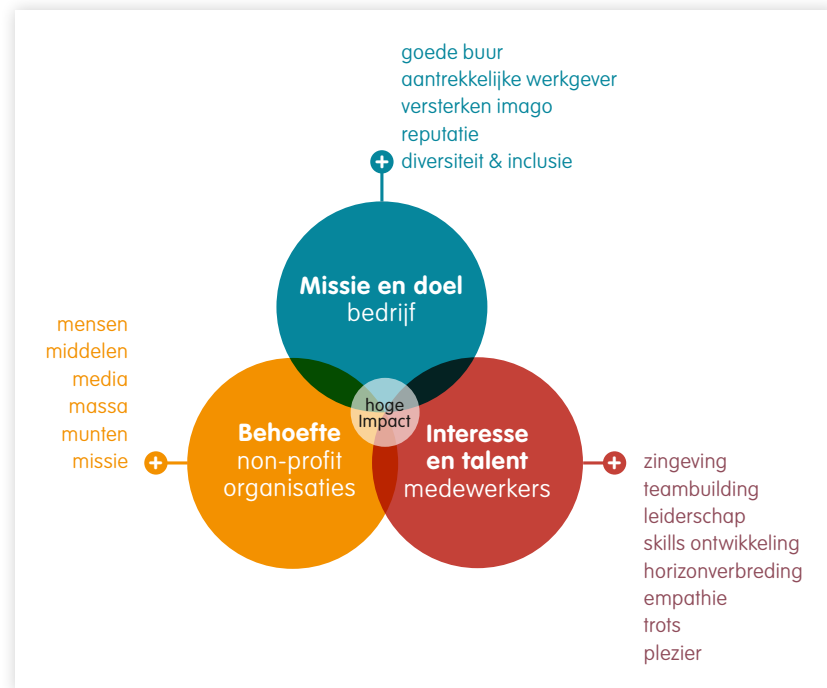 goede buur
aantrekkelijke werkgever
versterken imago
reputatie
diversiteit & inclusie
Missie en doel
bedrijf
mensen
middelen
media
massa
munten
missie
hoge
Impact
Behoefte
non-profit
organisaties
Interesse
en talent
medewerkers
zingeving
teambuilding
leiderschap
skills ontwikkeling
horizonverbreding
empathie
trots
plezier